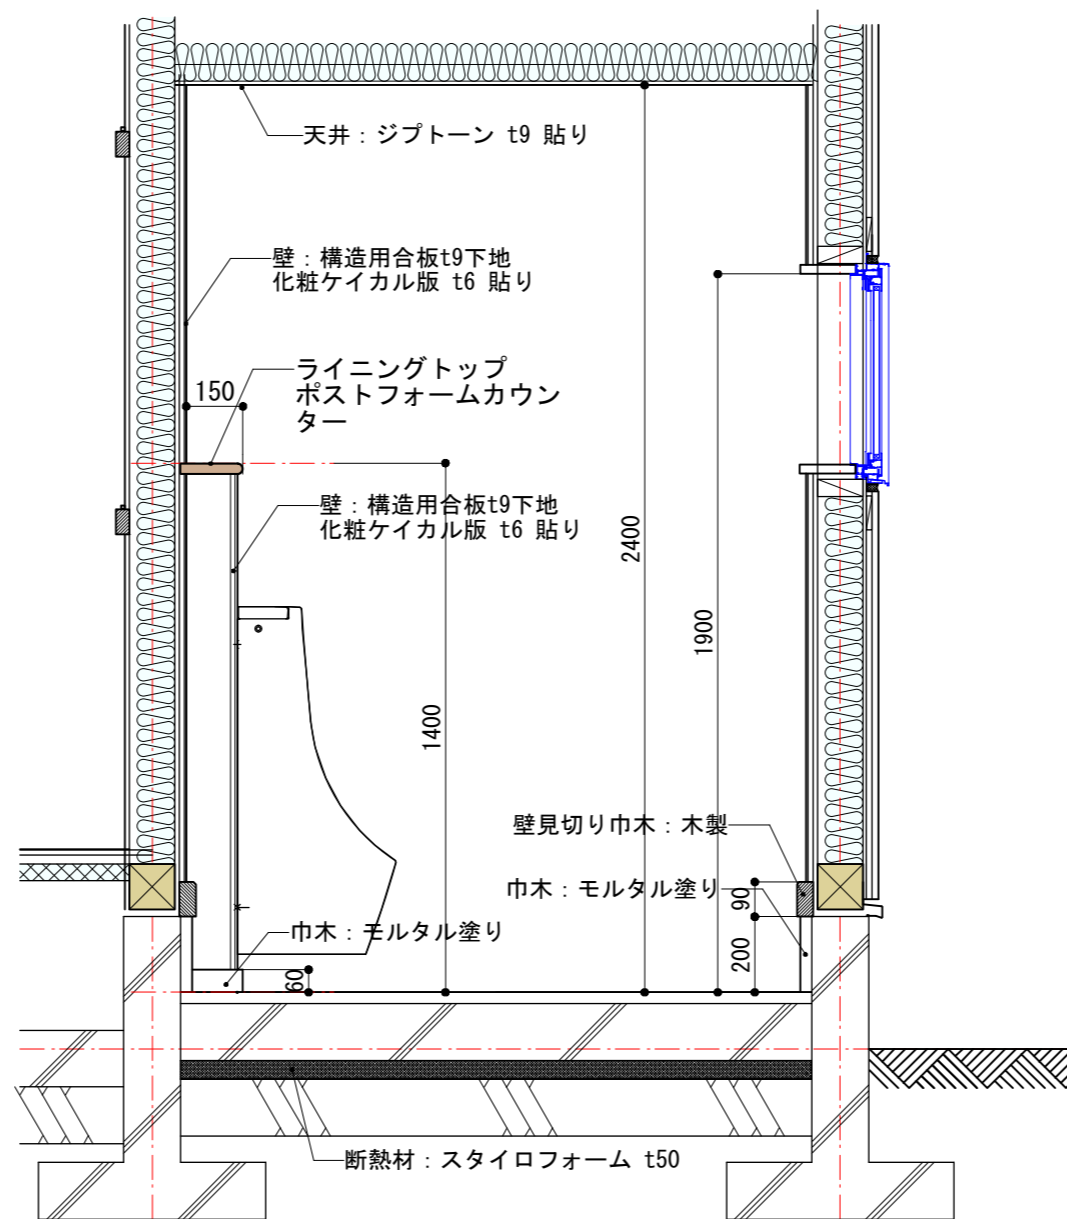 天井：ジプトーン t9 貼り
壁：構造用合板t9下地
化粧ケイカル版 t6 貼り
ライニングトップ
ポストフォームカウン
ター
150
壁：構造用合板t9下地
化粧ケイカル版 t6 貼り
2400
1900
1400
壁見切り巾木：木製
巾木：モルタル塗り
90
巾木：モルタル塗り
200
60
断熱材：スタイロフォーム t50